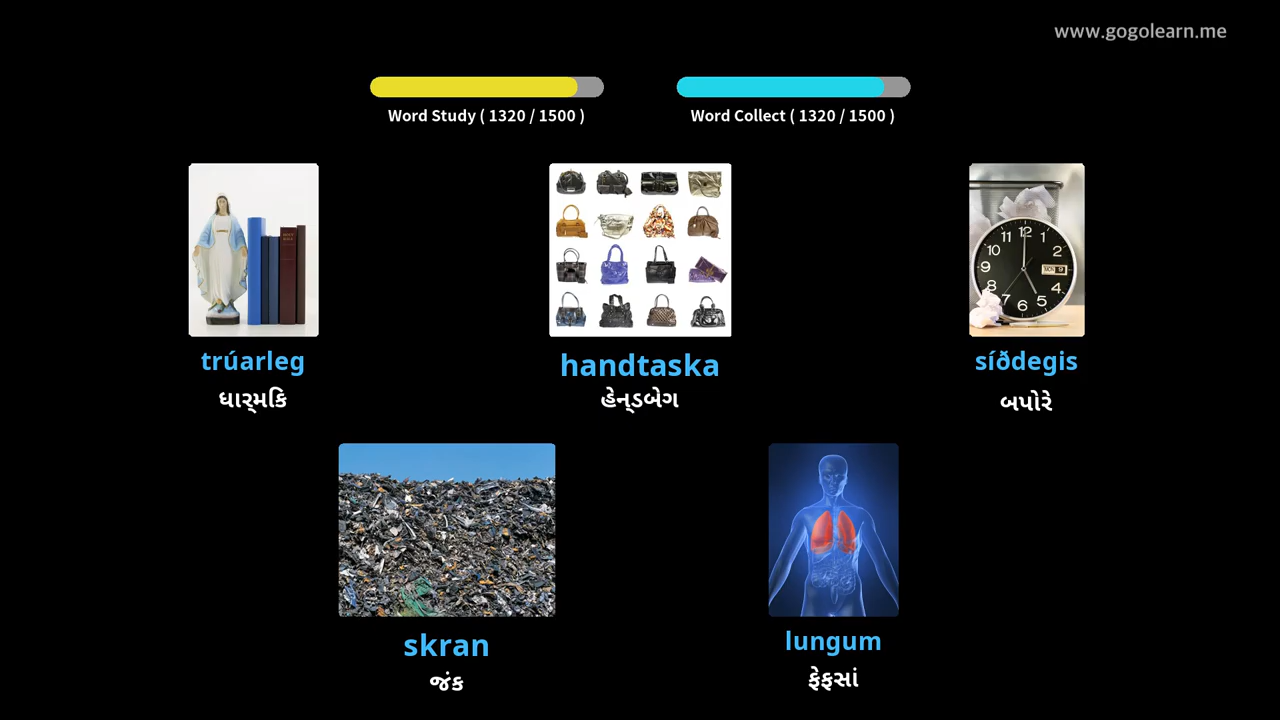 www.gogolearn.me
Word Study ( 1320 / 1500 )
Word Collect ( 1320 / 1500 )
trúarleg
ધાર્મિક
handtaska
હેન્ડબેગ
síðdegis
બપોરે
skran
જંક
lungum
ફેફસાં